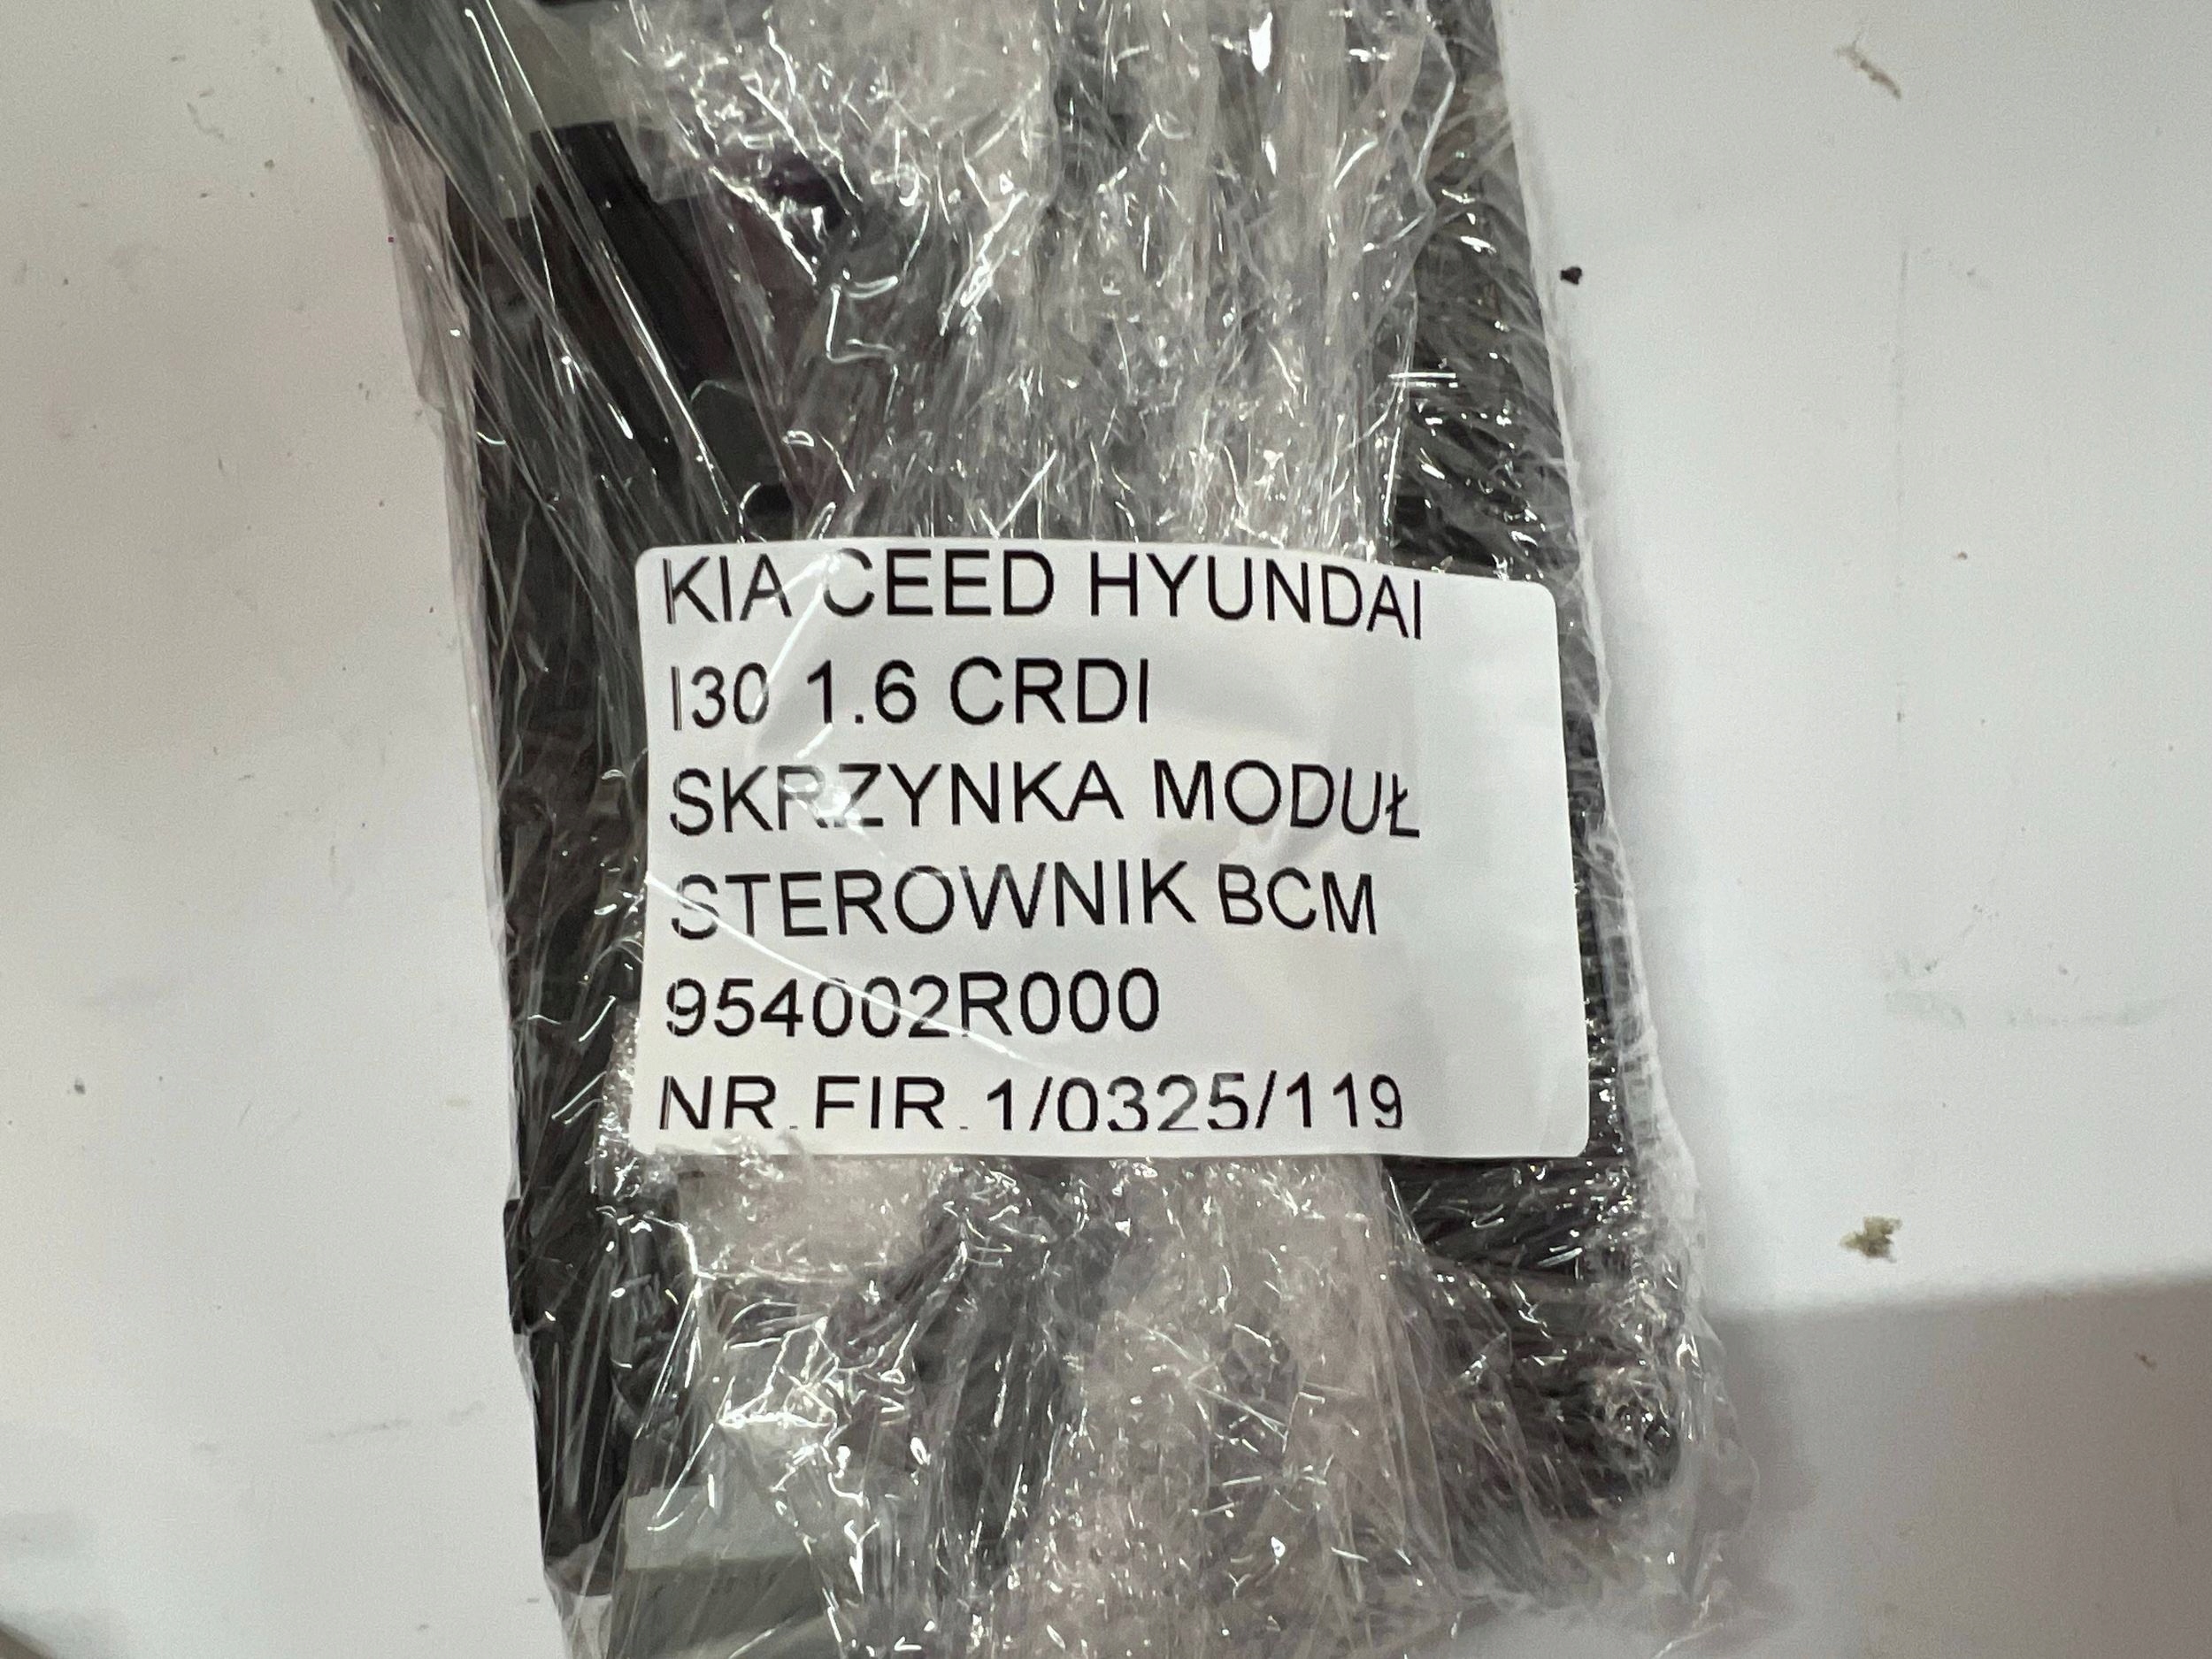 KIA CEED HYUNDAI
I30 1.6 CRDI
SKRZYNKA MODUŁ
STEROWNIK BCM
954002R000
NR.FIR.1/0325/119